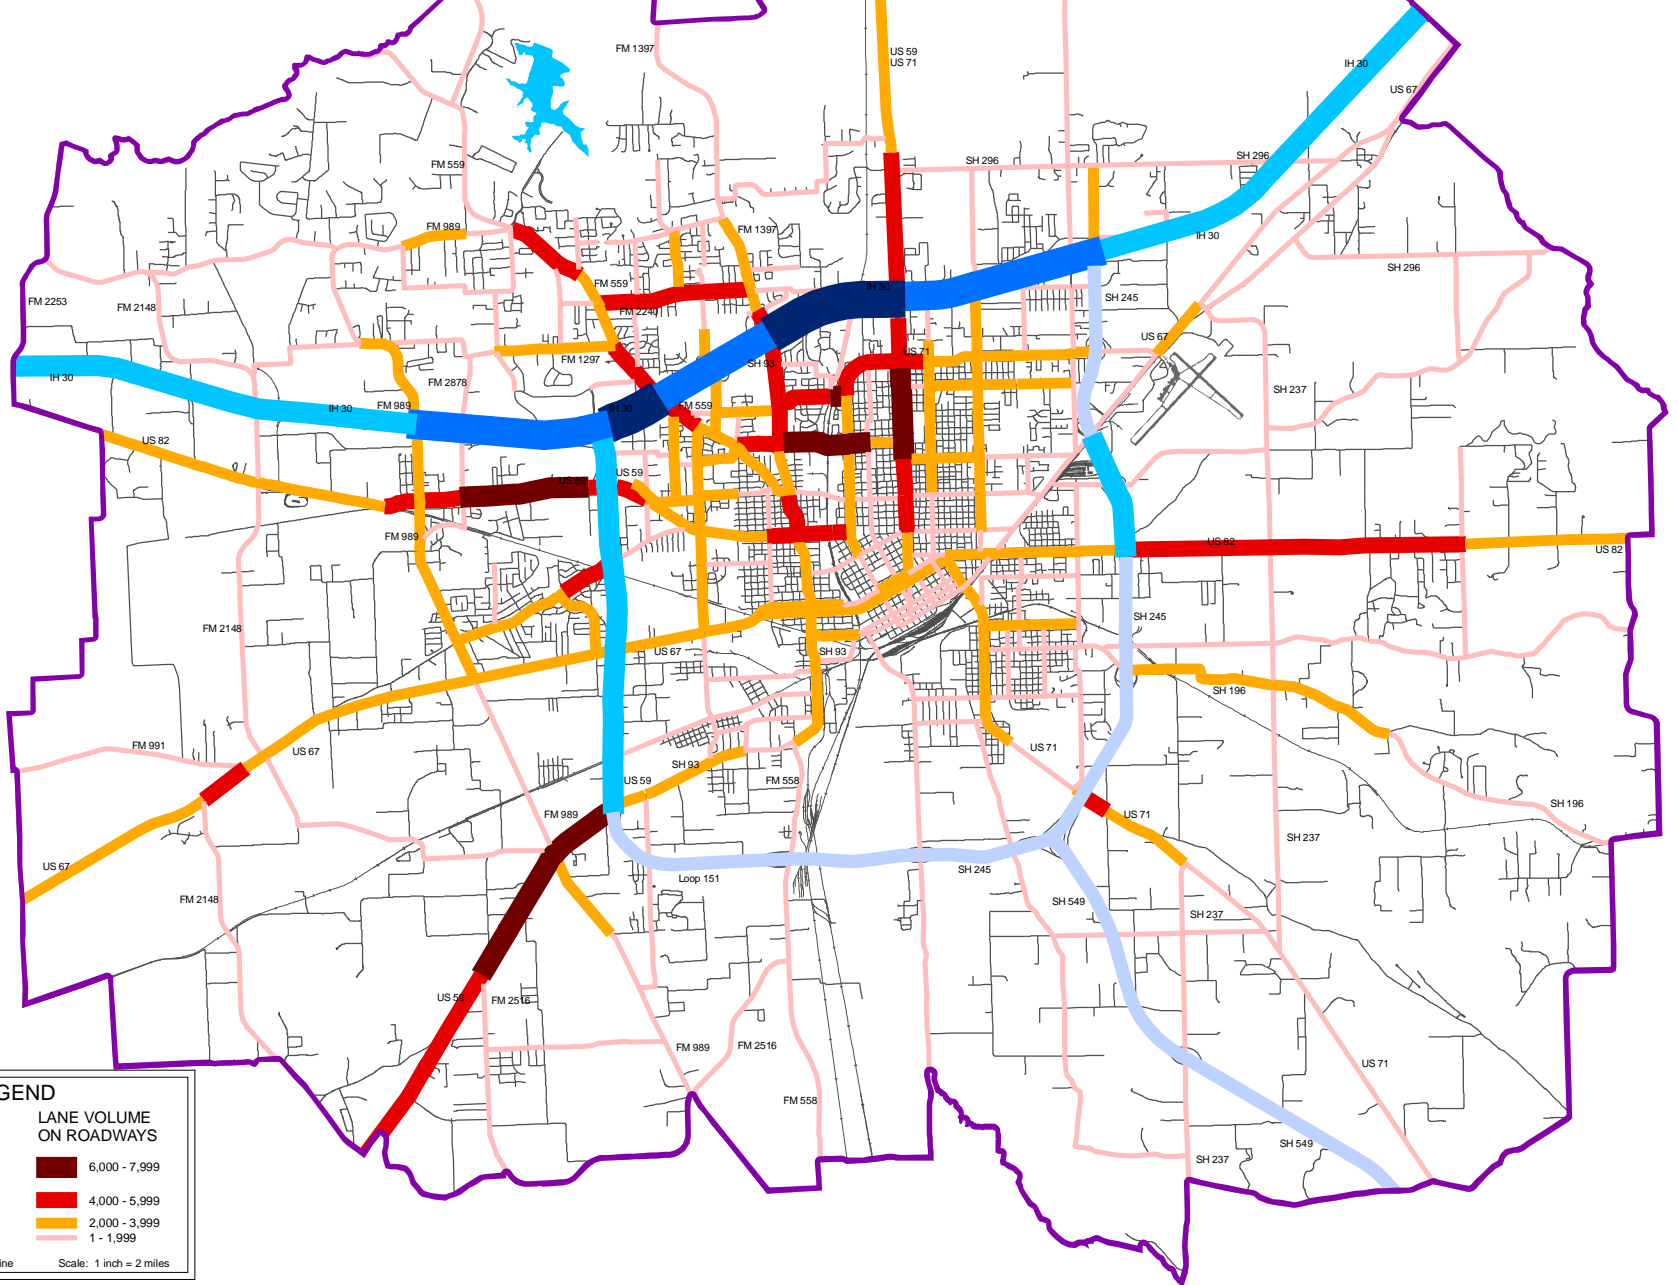 FM 1397
US 59
US 71
IH 30
US 67
FM 559
SH 296
SH 296
FM 989
FM 1397
IH 30
SH 296
FM 559
IH 30
FM 2253
FM 2148
FM 2240
SH 245
US 67
FM 1297
SH 93
US 71
IH 30
FM 2878
SH 237
IH 30
FM 989
IH 30
FM 559
US 82
US 59
US 82
FM 989
US 82
US 82
FM 2148
SH 245
US 67
SH 93
SH 196
FM 991
US 67
US 71
SH 93
US 59
FM 558
SH 196
FM 989
US 71
SH 237
US 67
Loop 151
SH 245
FM 2148
SH 549
SH 237
US 59
FM 2516
FM 989
FM 2516
US 71
FM 558
SH 549
SH 237
GEND
LANE VOLUME
ON ROADWAYS
6,000 - 7,999
4,000 - 5,999
2,000 - 3,999
1 - 1,999
ine Scale: 1 inch = 2 miles